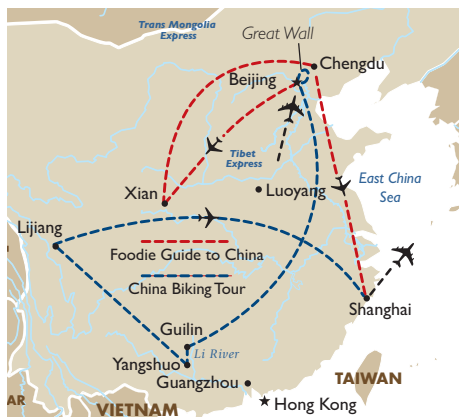 Trans Mongolia
Express
Great Wall
Chengdu
Beijing
Tibet
Express
Xian
Luoyang
East China
Sea
Lijiang
Foodie Guide to China
China Biking Tour
Shanghai
Guilin
Li River
Yangshuo
Guangzhou
TAIWAN
Hong Kong
AR
VIETNAM